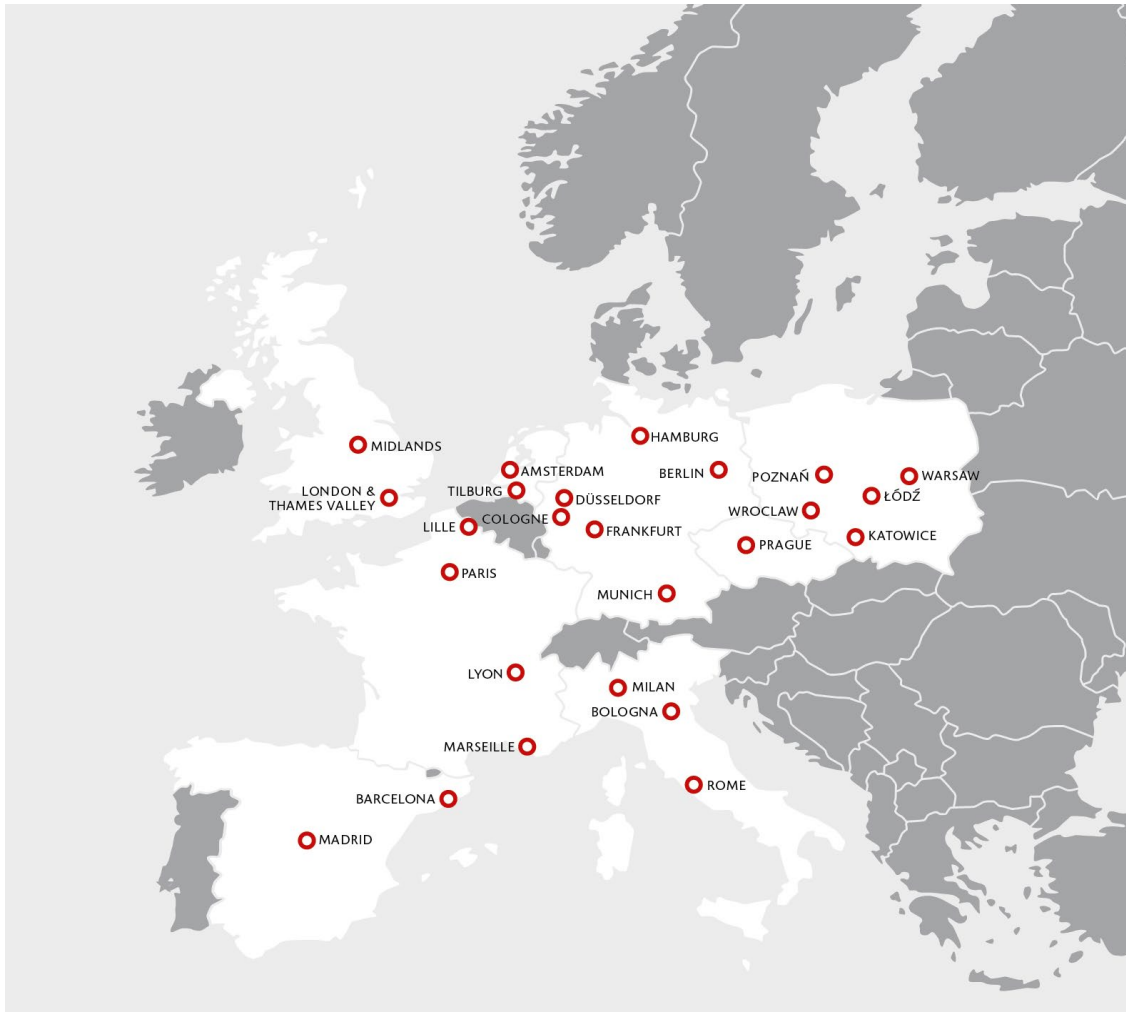 HAMBURG
MIDLANDS
AMSTERDAM
BERLIN
POZNAŃ
WARSAW
TILBURG
DÜSSELDORF
LONDON &
THAMES VALLEY
ŁÓDŹ
WROCLAW
COLOGNE
LILLE
FRANKFURT
KATOWICE
PRAGUE
PARIS
MUNICH
LYON
MILAN
BOLOGNA
MARSEILLE
ROME
BARCELONA
MADRID